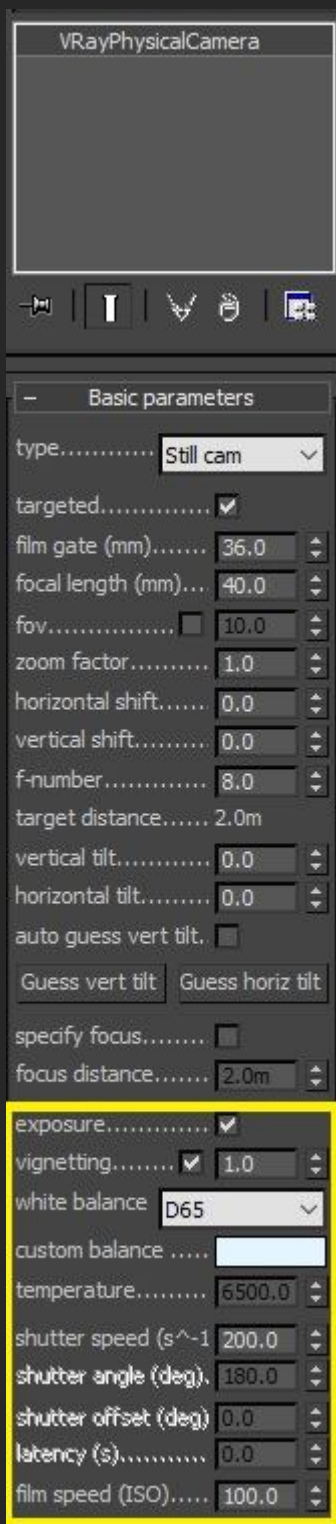 VRayPhysicalCamera
− Basic parameters
type............ Still cam
targeted..............
film gate (mm)....... 36.0
focal length (mm)... 40.0
fov................ 10.0
zoom factor.......... 1.0
horizontal shift...... 0.0
vertical shift........ 0.0
f-number............. 8.0
target distance...... 2.0m
vertical tilt............ 0.0
horizontal tilt......... 0.0
auto guess vert tilt.
Guess vert tilt Guess horiz tilt
specify focus........
focus distance....... 2.0m
exposure.............
vignetting........ 1.0
white balance D65
custom balance .....
temperature......... 6500.0
shutter speed (s^-1 200.0
shutter angle (deg). 180.0
shutter offset (deg) 0.0
latency (s)........... 0.0
film speed (ISO)..... 100.0